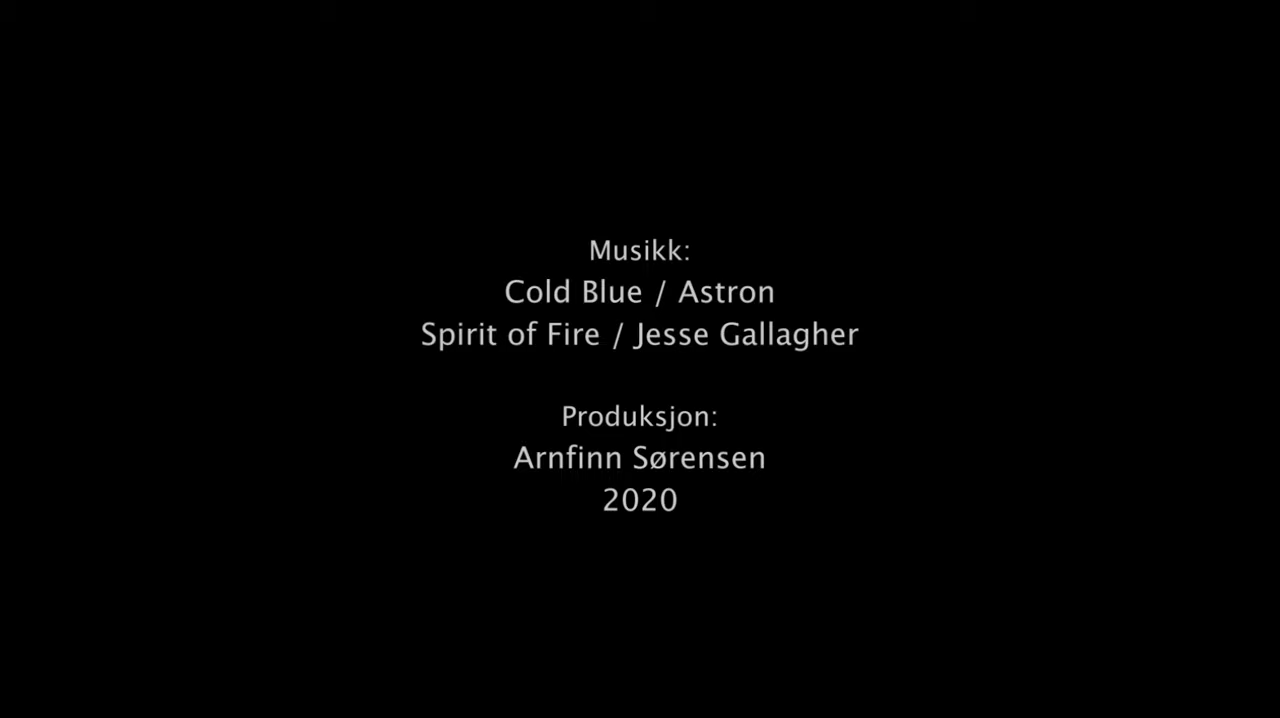 Musikk:
Cold Blue / Astron
Spirit of Fire / Jesse Gallagher
Produksjon:
Arnfinn Sørensen
2020